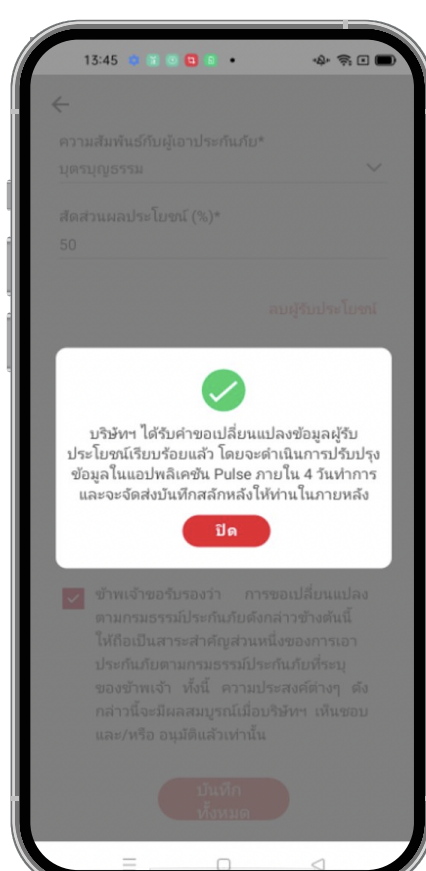 13:45
ความสัมพันธ์กับผู้เอาประกันภัย*
บุตรบุญธรรม
สัดส่วนผลประโยชน์ (%)*
50
ลบผู้รับประโยชน์
บริษัทฯ ได้รับคำขอเปลี่ยนแปลงข้อมูลผู้รับ
ประโยชน์เรียบร้อยแล้ว โดยจะดำเนินการปรับปรุง
ข้อมูลในแอปพลิเคชัน Pulse ภายใน 4 วันทำการ
และจะจัดส่งบันทึกสลักหลังให้ท่านในภายหลัง
ปิด
ข้าพเจ้าขอรับรองว่า การขอเปลี่ยนแปลง
ตามกรมธรรม์ประกันภัยดังกล่าวข้างต้นนี้
ให้ถือเป็นสาระสำคัญส่วนหนึ่งของการเอา
ประกันภัยตามกรมธรรม์ประกันภัยที่ระบุ
ของข้าพเจ้า ทั้งนี้ ความประสงค์ต่างๆ ดัง
กล่าวนี้จะมีผลสมบูรณ์เมื่อบริษัทฯ เห็นชอบ
และ/หรือ อนุมัติแล้วเท่านั้น
บันทึก
ทั้งหมด